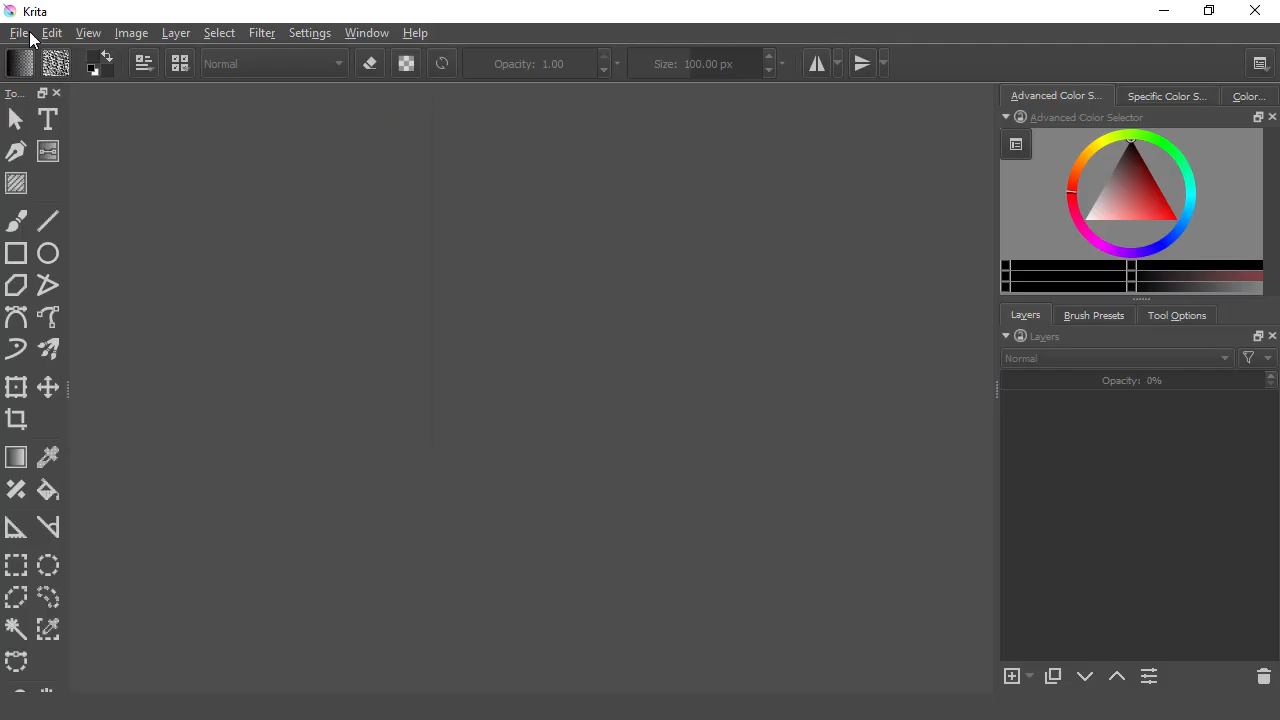 Krita
File Edit View Image Layer Select Filter Settings Window Help
Normal Opacity: 1.00 Size: 100.00 px
To...
Advanced Color S... Specific Color S... Color...
Advanced Color Selector
Layers Brush Presets Tool Options
Layers
Normal
Opacity: 0%